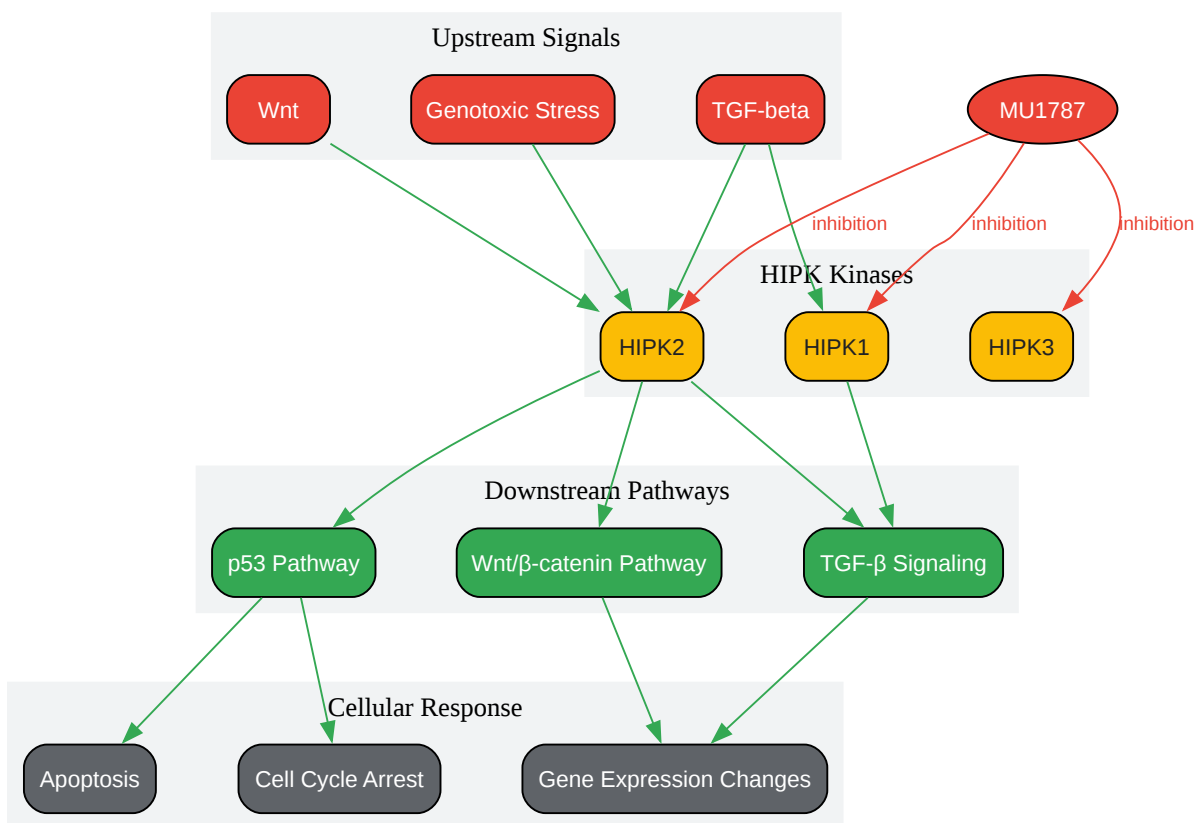 Upstream Signals
Wnt
Genotoxic Stress
TGF-beta
MU1787
inhibition
inhibition
inhibition
HIPK Kinases
HIPK2
HIPK1
HIPK3
Downstream Pathways
p53 Pathway
Wnt/β-catenin Pathway
TGF-β Signaling
Cellular Response
Apoptosis
Cell Cycle Arrest
Gene Expression Changes